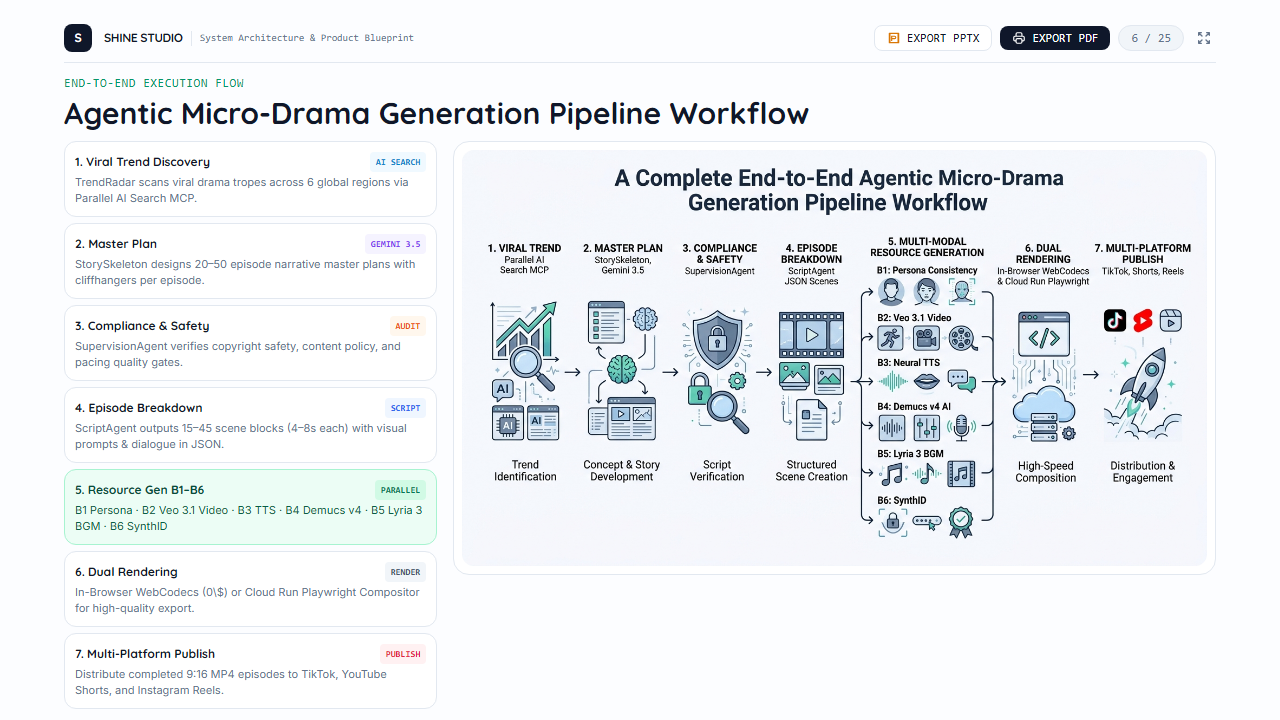 S
SHINE STUDIO
System Architecture & Product Blueprint
EXPORT PPTX
EXPORT PDF
6 / 25
END-TO-END EXECUTION FLOW
Agentic Micro-Drama Generation Pipeline Workflow
1. Viral Trend Discovery
AI SEARCH
TrendRadar scans viral drama tropes across 6 global regions via
Parallel AI Search MCP.
2. Master Plan
GEMINI 3.5
StorySkeleton designs 20–50 episode narrative master plans with
cliffhangers per episode.
3. Compliance & Safety
AUDIT
SupervisionAgent verifies copyright safety, content policy, and
pacing quality gates.
4. Episode Breakdown
SCRIPT
ScriptAgent outputs 15–45 scene blocks (4–8s each) with visual
prompts & dialogue in JSON.
5. Resource Gen B1–B6
PARALLEL
B1 Persona · B2 Veo 3.1 Video · B3 TTS · B4 Demucs v4 · B5 Lyria 3
BGM · B6 SynthID
6. Dual Rendering
RENDER
In-Browser WebCodecs (0\$) or Cloud Run Playwright Compositor
for high-quality export.
7. Multi-Platform Publish
PUBLISH
Distribute completed 9:16 MP4 episodes to TikTok, YouTube
Shorts, and Instagram Reels.
A Complete End-to-End Agentic Micro-Drama
Generation Pipeline Workflow
1. VIRAL TREND
Parallel AI
Search MCP
AI
AI
AI
Trend
Identification
2. MASTER PLAN
StorySkeleton,
Gemini 3.5
Concept & Story
Development
3. COMPLIANCE
& SAFETY
SupervisionAgent
Script
Verification
4. EPISODE
BREAKDOWN
ScriptAgent
JSON Scenes
Structured
Scene Creation
5. MULTI-MODAL
RESOURCE GENERATION
B1: Persona Consistency
B2: Veo 3.1 Video
B3: Neural TTS
B4: Demucs v4 AI
B5: Lyria 3 BGM
B6: SynthID
6. DUAL
RENDERING
In-Browser WebCodecs
& Cloud Run Playwright
</>
High-Speed
Composition
7. MULTI-PLATFORM
PUBLISH
TikTok, Shorts, Reels
Distribution &
Engagement